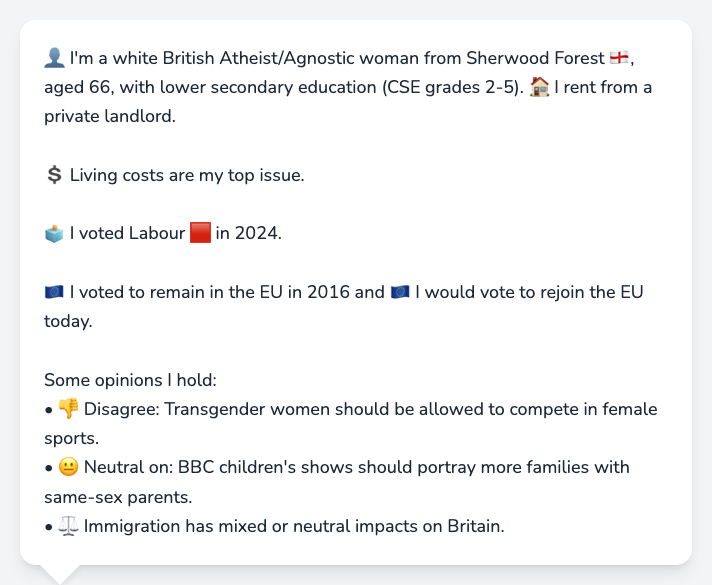 👤 I'm a white British Atheist/Agnostic woman from Sherwood Forest 🏴󠁧󠁢󠁥󠁮󠁧󠁿,
aged 66, with lower secondary education (CSE grades 2-5). 🏠 I rent from a
private landlord.
💲 Living costs are my top issue.
🗳️ I voted Labour 🟥 in 2024.
🇪🇺 I voted to remain in the EU in 2016 and 🇪🇺 I would vote to rejoin the EU
today.
Some opinions I hold:
• 👎 Disagree: Transgender women should be allowed to compete in female
sports.
• 😐 Neutral on: BBC children's shows should portray more families with
same-sex parents.
• ⚖️ Immigration has mixed or neutral impacts on Britain.